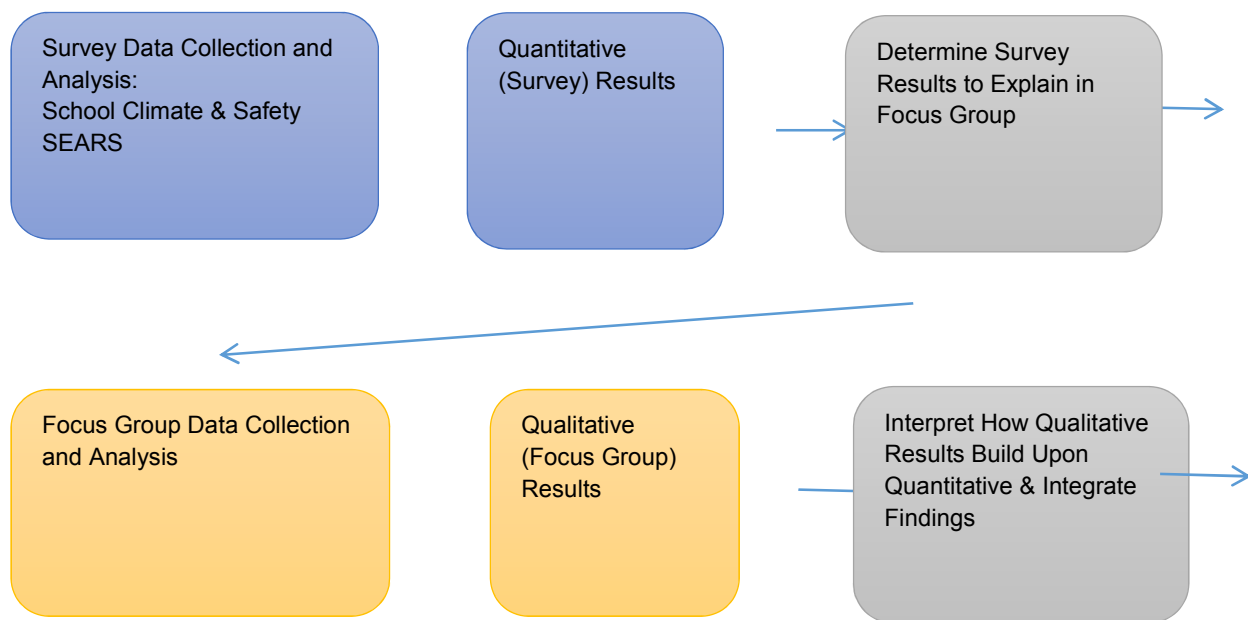 Survey Data Collection and
Analysis:
School Climate & Safety
SEARS
Quantitative
(Survey) Results
Determine Survey
Results to Explain in
Focus Group
Focus Group Data Collection
and Analysis
Qualitative
(Focus Group)
Results
Interpret How Qualitative
Results Build Upon
Quantitative & Integrate
Findings